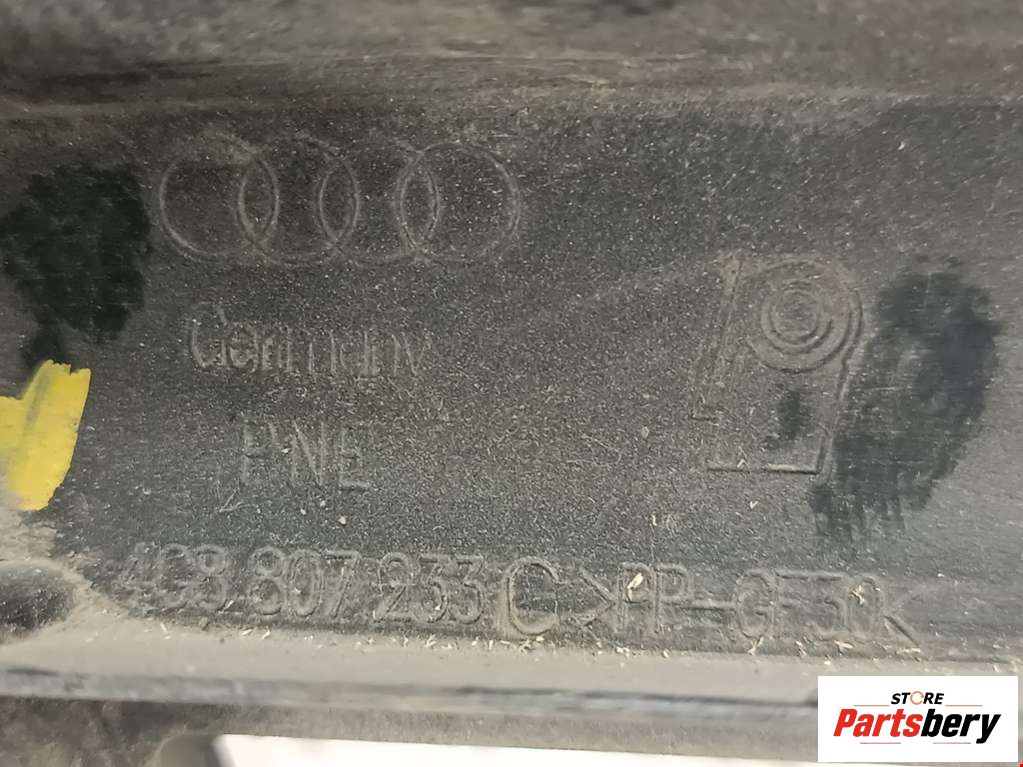 Germany
PNE
4G8 807 233 C >PP-GF30<
STORE
Partsbery